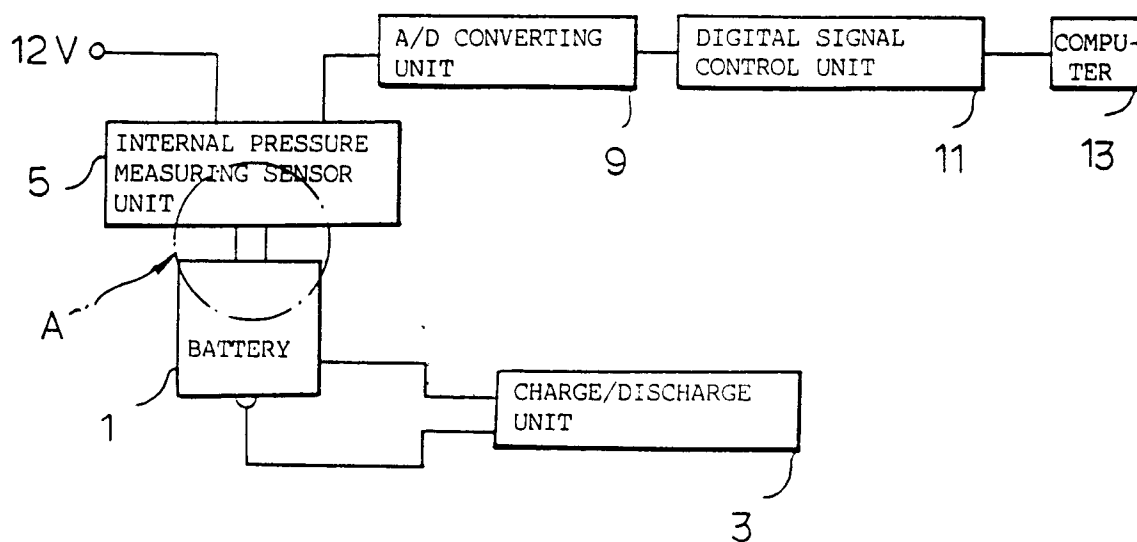 12V
A/D CONVERTING
UNIT
DIGITAL SIGNAL
CONTROL UNIT
COMPU-
TER
9
11
13
INTERNAL PRESSURE
MEASURING SENSOR
UNIT
5
A
BATTERY
1
CHARGE/DISCHARGE
UNIT
3